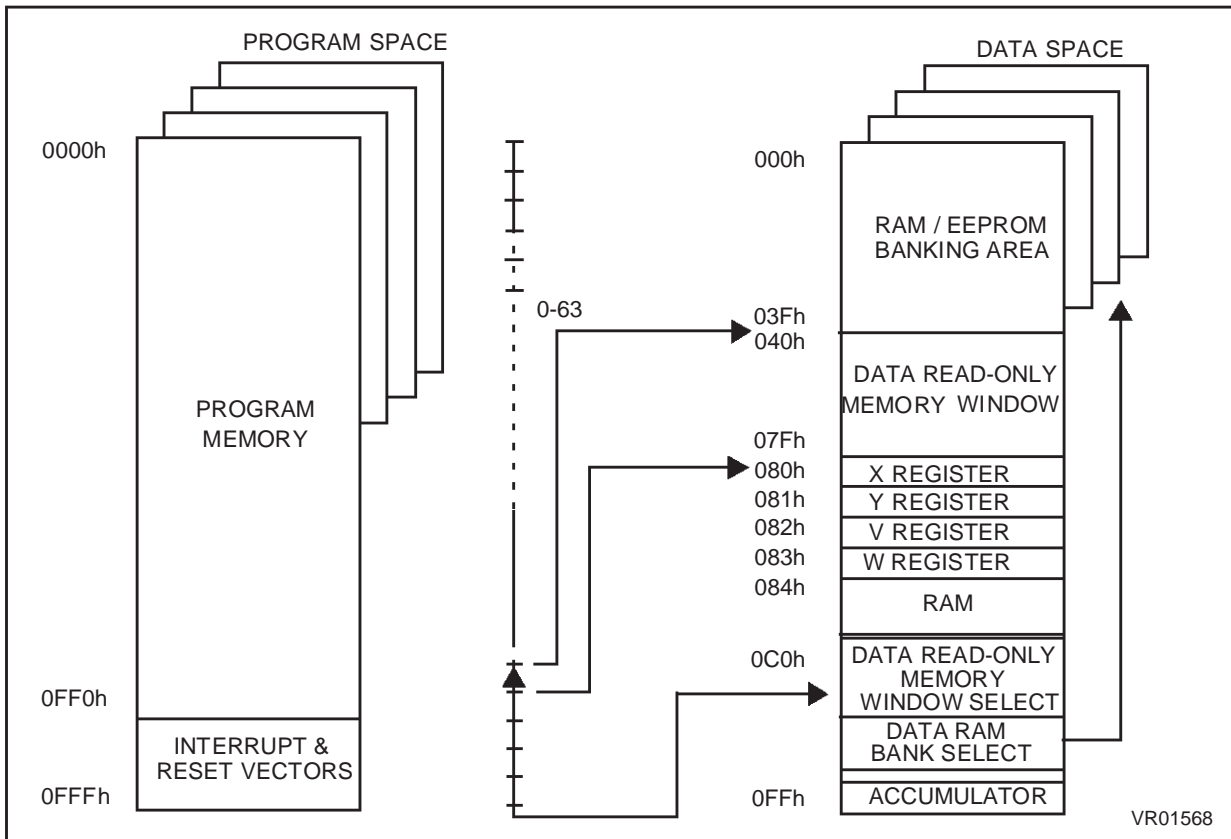 PROGRAM SPACE
0000h
PROGRAM
MEMORY
0FF0h
INTERRUPT &
RESET VECTORS
0FFFh
0-63
DATA SPACE
000h
RAM / EEPROM
BANKING AREA
03Fh
040h
DATA READ-ONLY
MEMORY WINDOW
07Fh
080h
X REGISTER
081h
Y REGISTER
082h
V REGISTER
083h
W REGISTER
084h
RAM
0C0h
DATA READ-ONLY
MEMORY
WINDOW SELECT
DATA RAM
BANK SELECT
0FFh
ACCUMULATOR
VR01568